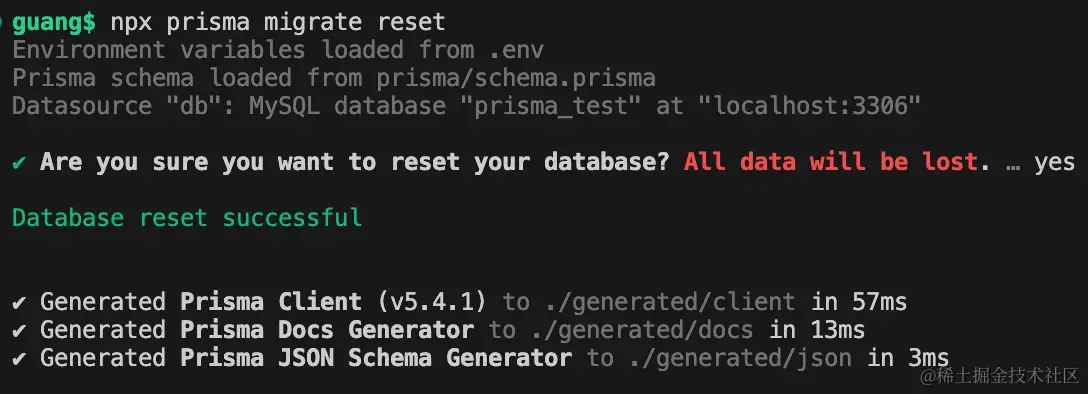 guang$ npx prisma migrate reset
Environment variables loaded from .env
Prisma schema loaded from prisma/schema.prisma
Datasource "db": MySQL database "prisma_test" at "localhost:3306"
✔ Are you sure you want to reset your database? All data will be lost. … yes
Database reset successful
✔ Generated Prisma Client (v5.4.1) to ./generated/client in 57ms
✔ Generated Prisma Docs Generator to ./generated/docs in 13ms
✔ Generated Prisma JSON Schema Generator to ./generated/json in 3ms
@稀土掘金技术社区